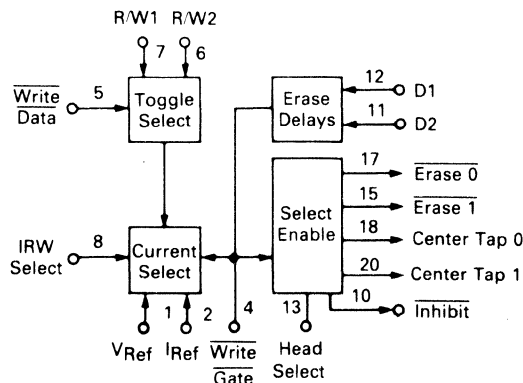 R/W1 R/W2
7 6
Write
Data
5
Toggle
Select
Erase
Delays
12 D1
11 D2
17 Erase 0
15 Erase 1
Select
Enable
18 Center Tap 0
20 Center Tap 1
10 Inhibit
IRW
Select
8
Current
Select
1 2 4 13
VRef IRef Write
Gate
Head
Select